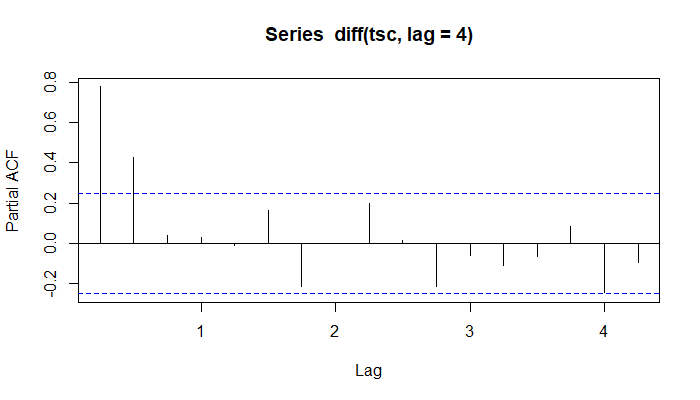 Series  diff(tsc, lag = 4)
Partial ACF
0.8
0.6
0.4
0.2
0.0
-0.2
1 2 3 4
Lag